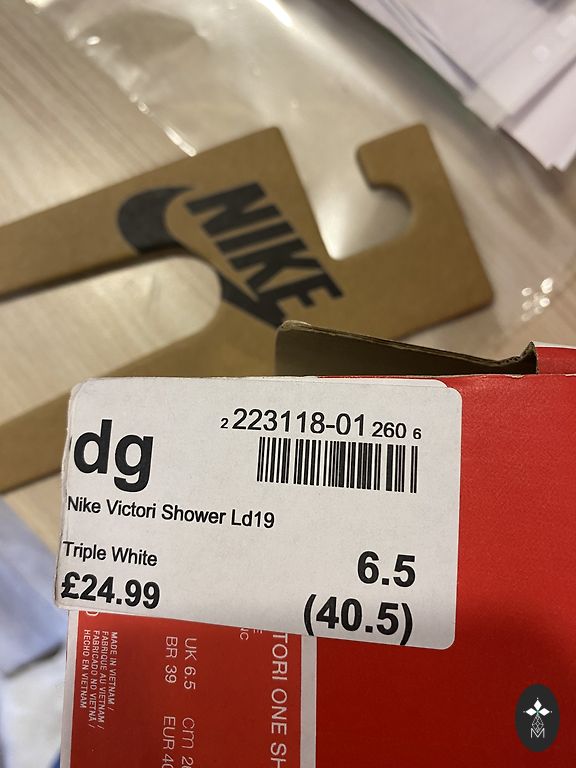 NIKE
dg
2 223118-01 260 6
Nike Victori Shower Ld19
Triple White
£24.99
6.5
(40.5)
MADE IN VIETNAM /
FABRIQUÉ AU VIETNAM /
FABRICADO NO VIETNÃ /
HECHO EN VIETNAM
UK 6.5
BR 39
TORI ONE SH